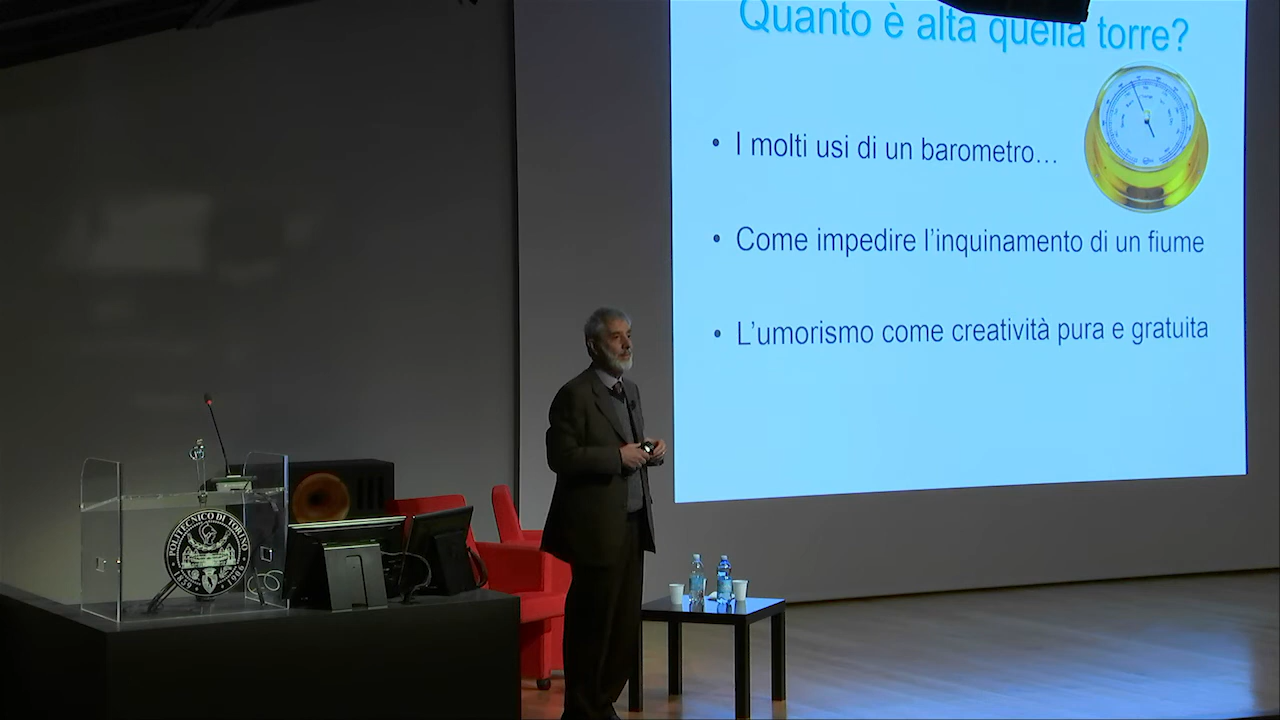 Quanto è alta quella torre?
• I molti usi di un barometro…
• Come impedire l'inquinamento di un fiume
• L'umorismo come creatività pura e gratuita
POLITECNICO DI TORINO